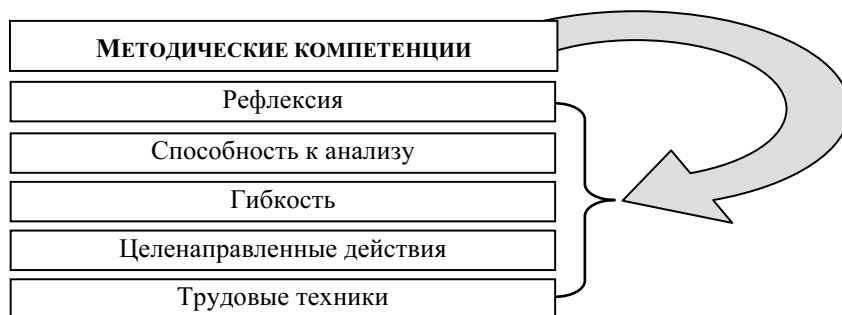 МЕТОДИЧЕСКИЕ КОМПЕТЕНЦИИ
Рефлексия
Способность к анализу
Гибкость
Целенаправленные действия
Трудовые техники